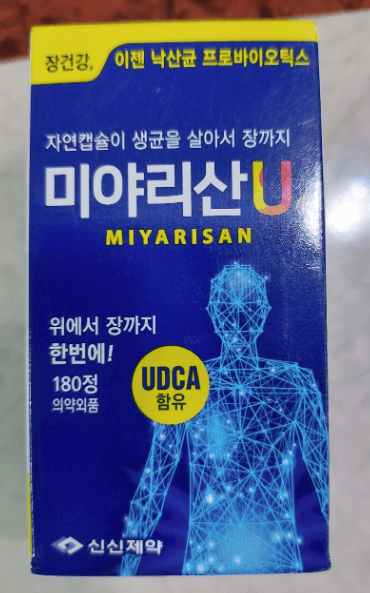 장건강, 이젠 낙산균 프로바이오틱스
자연캡슐이 생균을 살아서 장까지
미야리산U
MIYARISAN
위에서 장까지
한번에!
180정
의약외품
UDCA
함유
신신제약